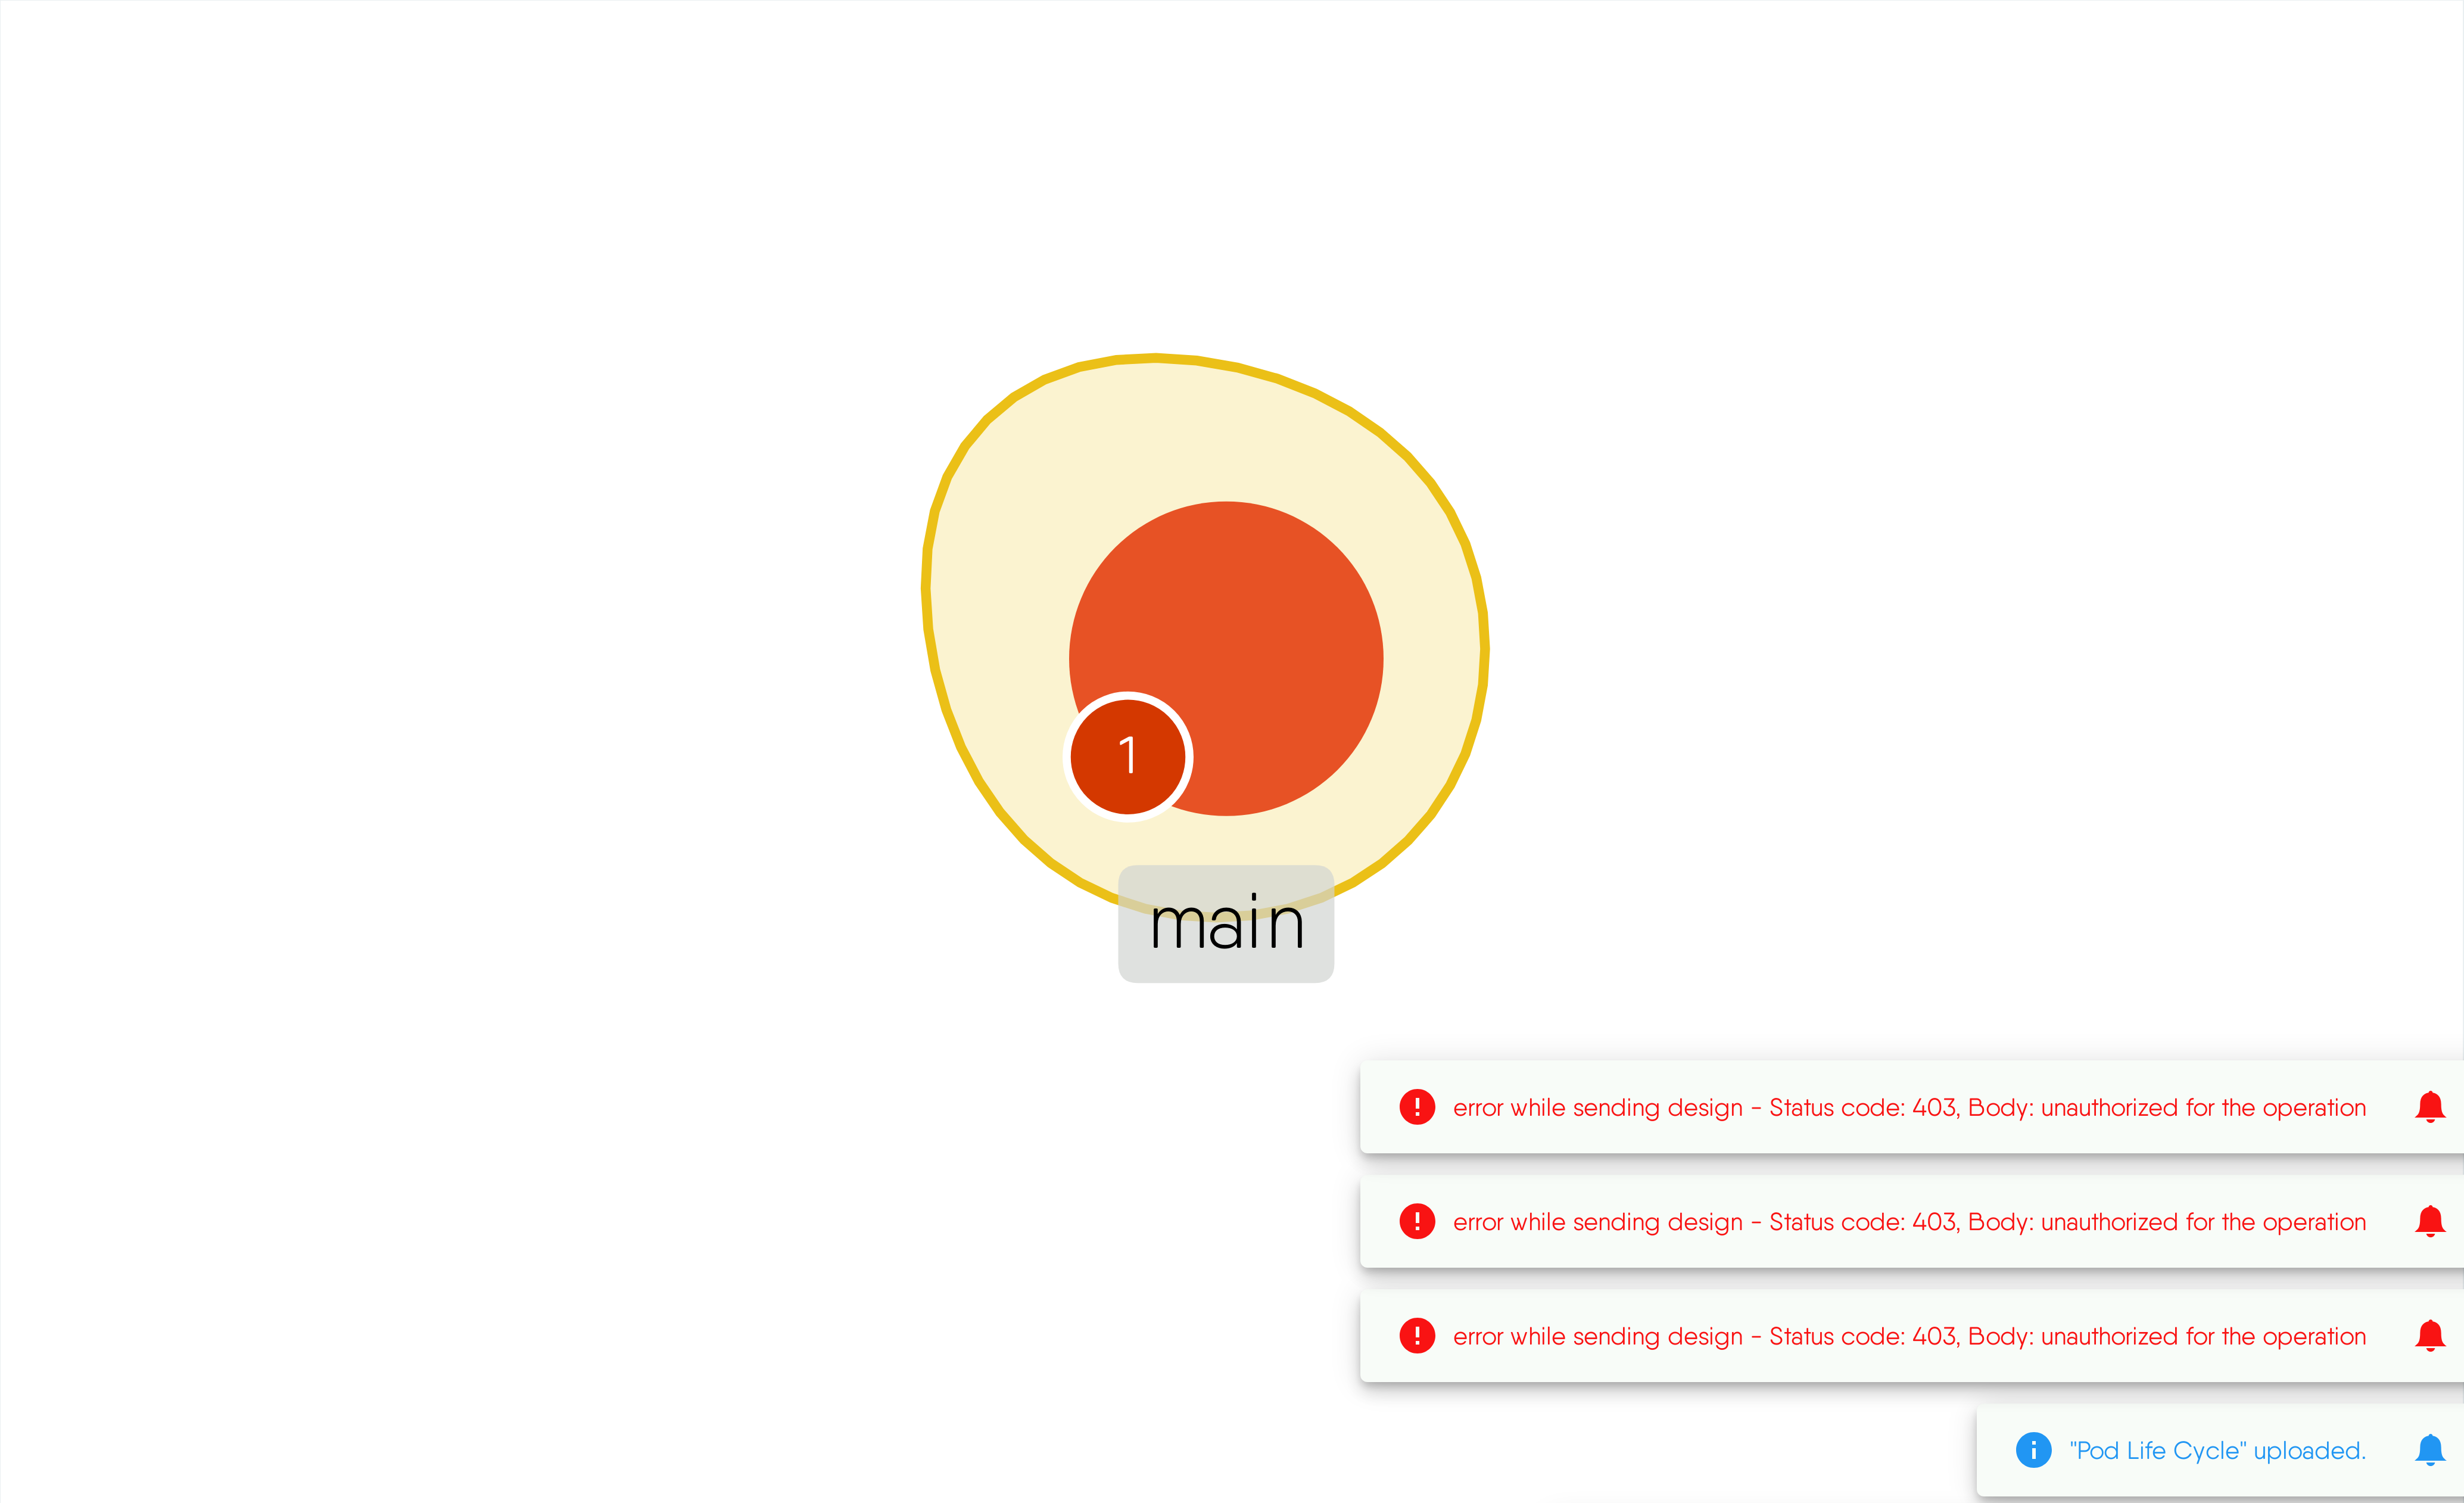 1
main
error while sending design - Status code: 403, Body: unauthorized for the operation
error while sending design - Status code: 403, Body: unauthorized for the operation
error while sending design - Status code: 403, Body: unauthorized for the operation
"Pod Life Cycle" uploaded.